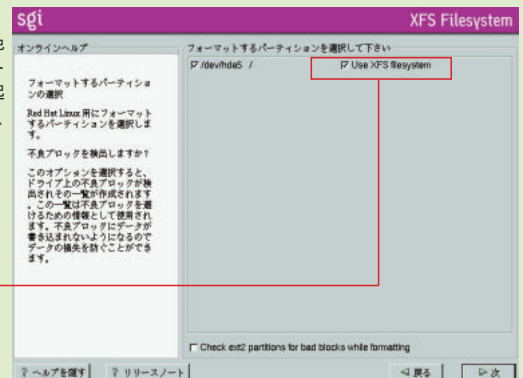 sgi
XFS Filesystem
オンラインヘルプ
フォーマットするパーティションを選択して下さい
フォーマットするパーティショ
ンの選択
Red Hat Linux 用にフォーマット
するパーティションを選択しま
す。
不良ブロックを検出しますか?
このオプションを選択すると、
ドライブ上の不良ブロックが検
出されその一覧が作成されます
。この一覧は不良ブロックを避
けるための情報として使用され
ます。不良ブロックにデータが
書き込まれないようになるので
データの損失を防ぐことができ
ます。
/dev/hda5 /
Use XFS filesystem
Check ext2 partitions for bad blocks while formatting
? ヘルプを隠す
? リリースノート
戻る
次